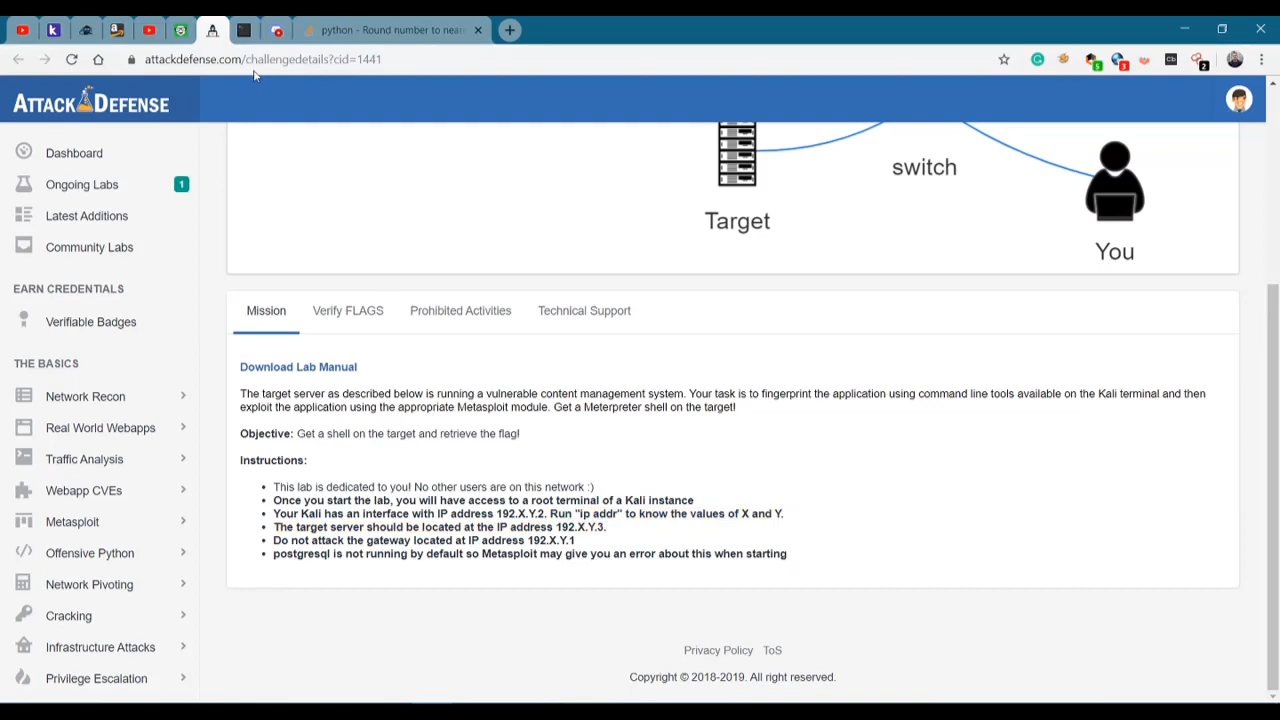 python - Round number to nea
attackdefense.com/challengedetails?cid=1441
5
3
Cb
2
ATTACK DEFENSE
Dashboard
Ongoing Labs
1
Latest Additions
Community Labs
EARN CREDENTIALS
Verifiable Badges
THE BASICS
Network Recon
Real World Webapps
Traffic Analysis
Webapp CVEs
Metasploit
Offensive Python
Network Pivoting
Cracking
Infrastructure Attacks
Privilege Escalation
switch
Target
You
Mission
Verify FLAGS
Prohibited Activities
Technical Support
Download Lab Manual
The target server as described below is running a vulnerable content management system. Your task is to fingerprint the application using command line tools available on the Kali terminal and then
exploit the application using the appropriate Metasploit module. Get a Meterpreter shell on the target!
Objective: Get a shell on the target and retrieve the flag!
Instructions:
• This lab is dedicated to you! No other users are on this network :)
• Once you start the lab, you will have access to a root terminal of a Kali instance
• Your Kali has an interface with IP address 192.X.Y.2. Run "ip addr" to know the values of X and Y.
• The target server should be located at the IP address 192.X.Y.3.
• Do not attack the gateway located at IP address 192.X.Y.1
• postgresql is not running by default so Metasploit may give you an error about this when starting
Privacy Policy ToS
Copyright © 2018-2019. All right reserved.